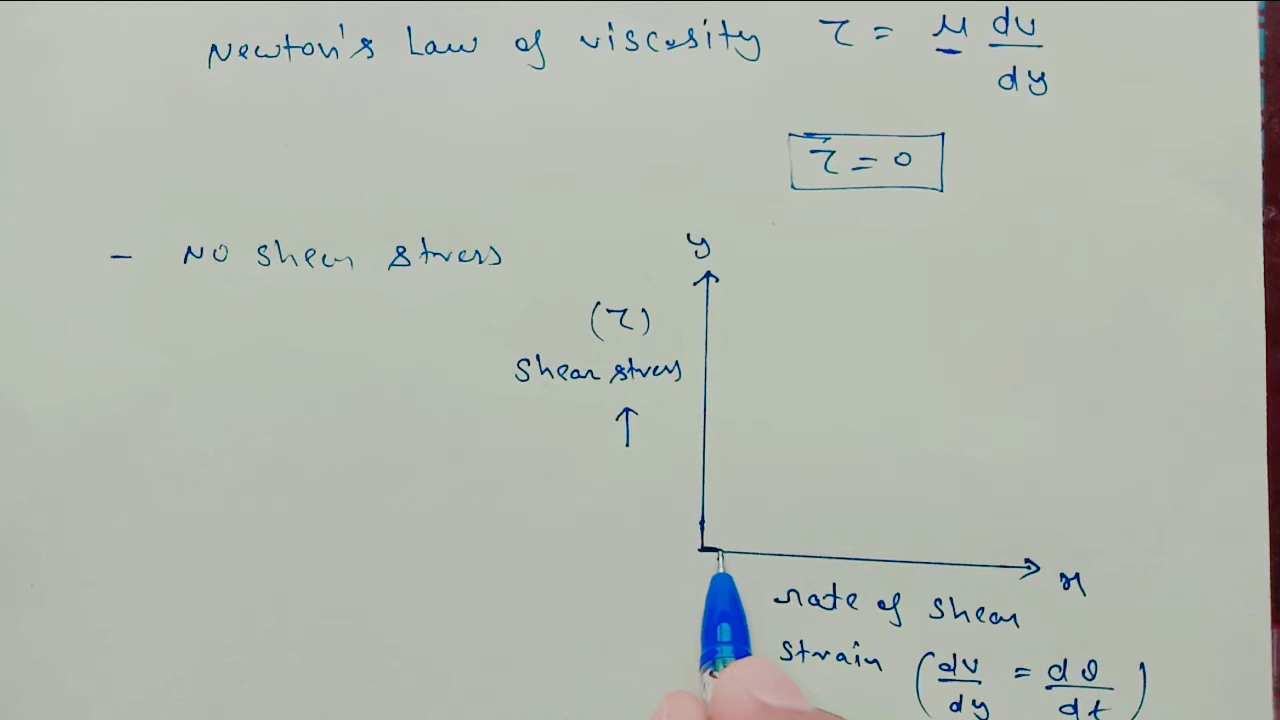 Newton's Law of viscosity τ = μ dv/dy
τ = 0
- No shear stress
y
(τ)
Shear stress
↑
x
rate of shear
strain (dv/dy = dθ/dt)